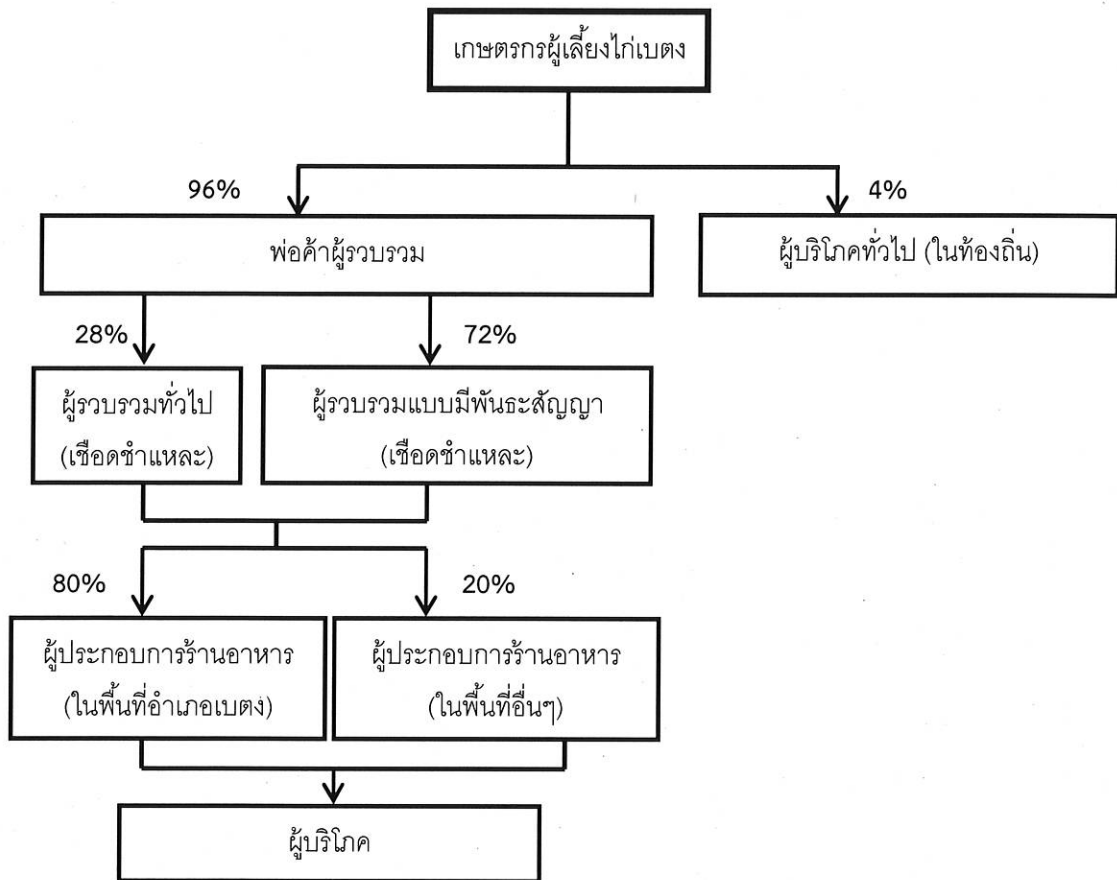 เกษตรกรผู้เลี้ยงไก่เบตง
96%
4%
พ่อค้าผู้รวบรวม
ผู้บริโภคทั่วไป (ในท้องถิ่น)
28%
72%
ผู้รวบรวมทั่วไป
(เชือดชำแหละ)
ผู้รวบรวมแบบมีพันธะสัญญา
(เชือดชำแหละ)
80%
20%
ผู้ประกอบการร้านอาหาร
(ในพื้นที่อำเภอเบตง)
ผู้ประกอบการร้านอาหาร
(ในพื้นที่อื่นๆ)
ผู้บริโภค